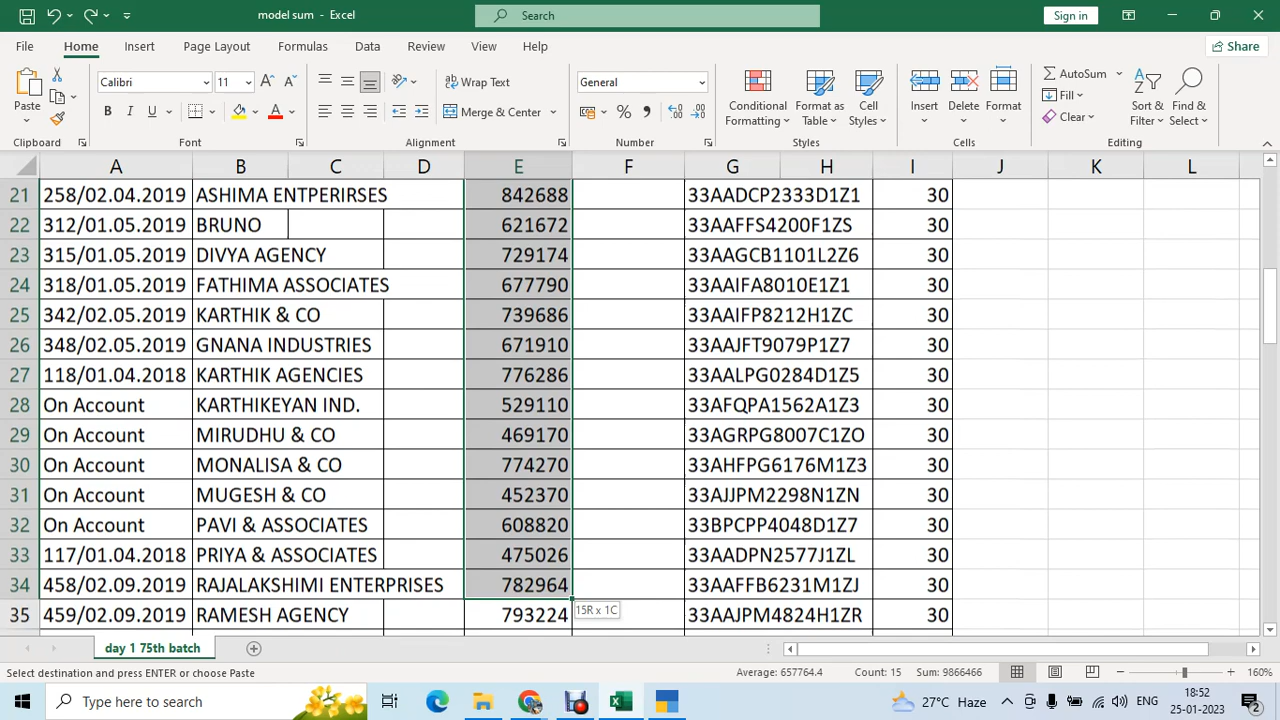 model sum - Excel
Search
Sign in
File Home Insert Page Layout Formulas Data Review View Help
Share
Paste
Calibri 11
B I U
Wrap Text
Merge & Center
General
Conditional Formatting
Format as Table
Cell Styles
Insert
Delete
Format
AutoSum
Fill
Clear
Sort & Filter
Find & Select
Clipboard Font Alignment Number Styles Cells Editing
A B C D E F G H I J K L
21 258/02.04.2019 ASHIMA ENTPERIRSES 842688 33AADCP2333D1Z1 30
22 312/01.05.2019 BRUNO 621672 33AAFFS4200F1ZS 30
23 315/01.05.2019 DIVYA AGENCY 729174 33AAGCB1101L2Z6 30
24 318/01.05.2019 FATHIMA ASSOCIATES 677790 33AAIFA8010E1Z1 30
25 342/02.05.2019 KARTHIK & CO 739686 33AAIFP8212H1ZC 30
26 348/02.05.2019 GNANA INDUSTRIES 671910 33AAJFT9079P1Z7 30
27 118/01.04.2018 KARTHIK AGENCIES 776286 33AALPG0284D1Z5 30
28 On Account KARTHIKEYAN IND. 529110 33AFQPA1562A1Z3 30
29 On Account MIRUDHU & CO 469170 33AGRPG8007C1ZO 30
30 On Account MONALISA & CO 774270 33AHFPG6176M1Z3 30
31 On Account MUGESH & CO 452370 33AJJPM2298N1ZN 30
32 On Account PAVI & ASSOCIATES 608820 33BPCPP4048D1Z7 30
33 117/01.04.2018 PRIYA & ASSOCIATES 475026 33AADPN2577J1ZL 30
34 458/02.09.2019 RAJALAKSHIMI ENTERPRISES 782964 33AAFFB6231M1ZJ 30
15R x 1C
35 459/02.09.2019 RAMESH AGENCY 793224 33AAJPM4824H1ZR 30
day 1 75th batch
Select destination and press ENTER or choose Paste Average: 657764.4 Count: 15 Sum: 9866466 160%
Type here to search
27°C Haze
ENG
18:52
25-01-2023
2